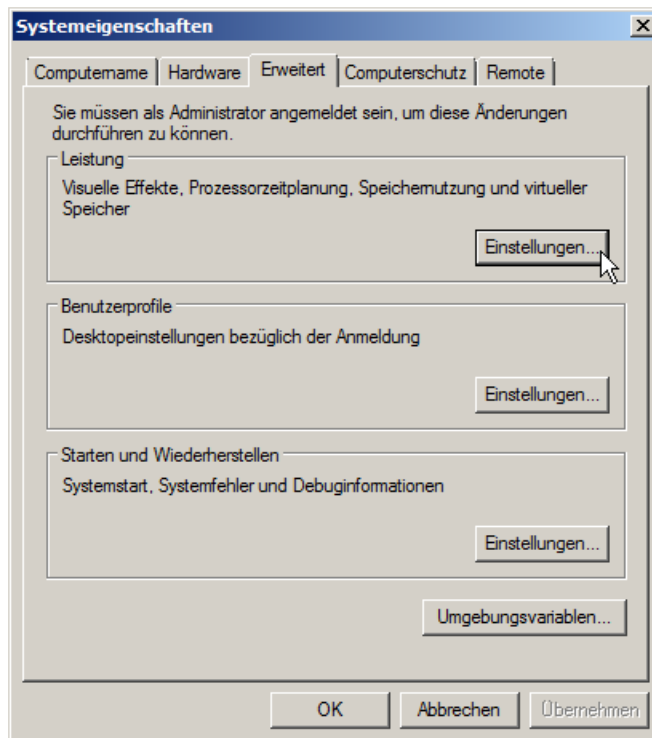 Systemeigenschaften
Computername
Hardware
Erweitert
Computerschutz
Remote
Sie müssen als Administrator angemeldet sein, um diese Änderungen
durchführen zu können.
Leistung
Visuelle Effekte, Prozessorzeitplanung, Speichernutzung und virtueller
Speicher
Einstellungen...
Benutzerprofile
Desktopeinstellungen bezüglich der Anmeldung
Einstellungen...
Starten und Wiederherstellen
Systemstart, Systemfehler und Debuginformationen
Einstellungen...
Umgebungsvariablen...
OK
Abbrechen
Übernehmen